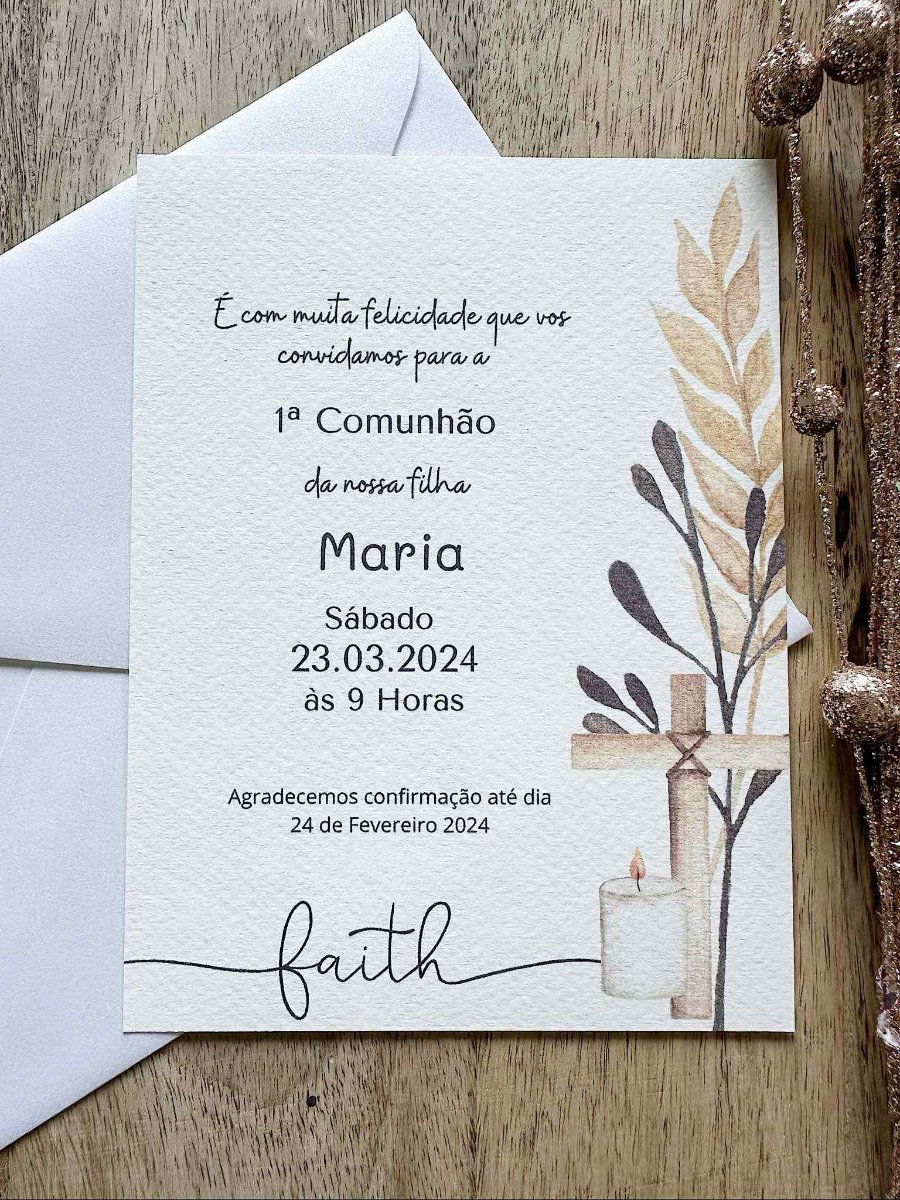 É com muita felicidade que vos
convidamos para a
1ª Comunhão
da nossa filha
Maria
Sábado
23.03.2024
às 9 Horas
Agradecemos confirmação até dia
24 de Fevereiro 2024
faith